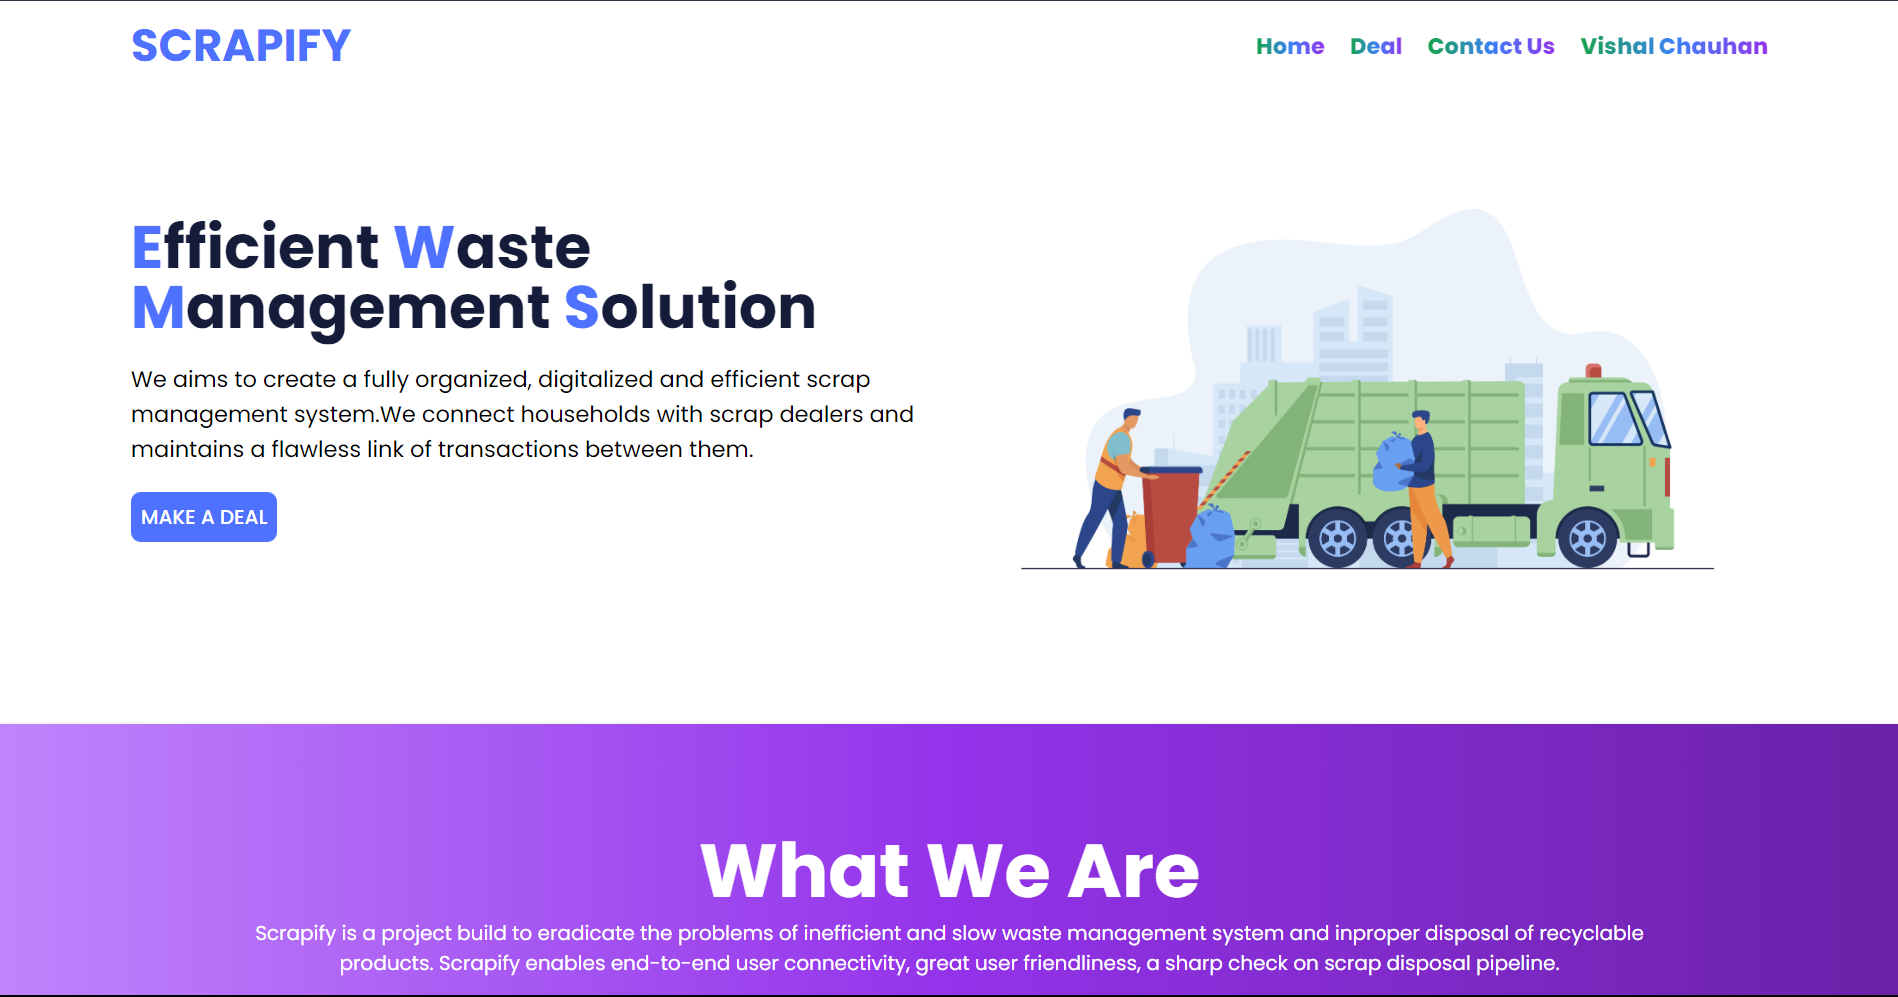 SCRAPIFY
Home Deal Contact Us Vishal Chauhan
Efficient Waste
Management Solution
We aims to create a fully organized, digitalized and efficient scrap
management system.We connect households with scrap dealers and
maintains a flawless link of transactions between them.
MAKE A DEAL
What We Are
Scrapify is a project build to eradicate the problems of inefficient and slow waste management system and inproper disposal of recyclable
products. Scrapify enables end-to-end user connectivity, great user friendliness, a sharp check on scrap disposal pipeline.